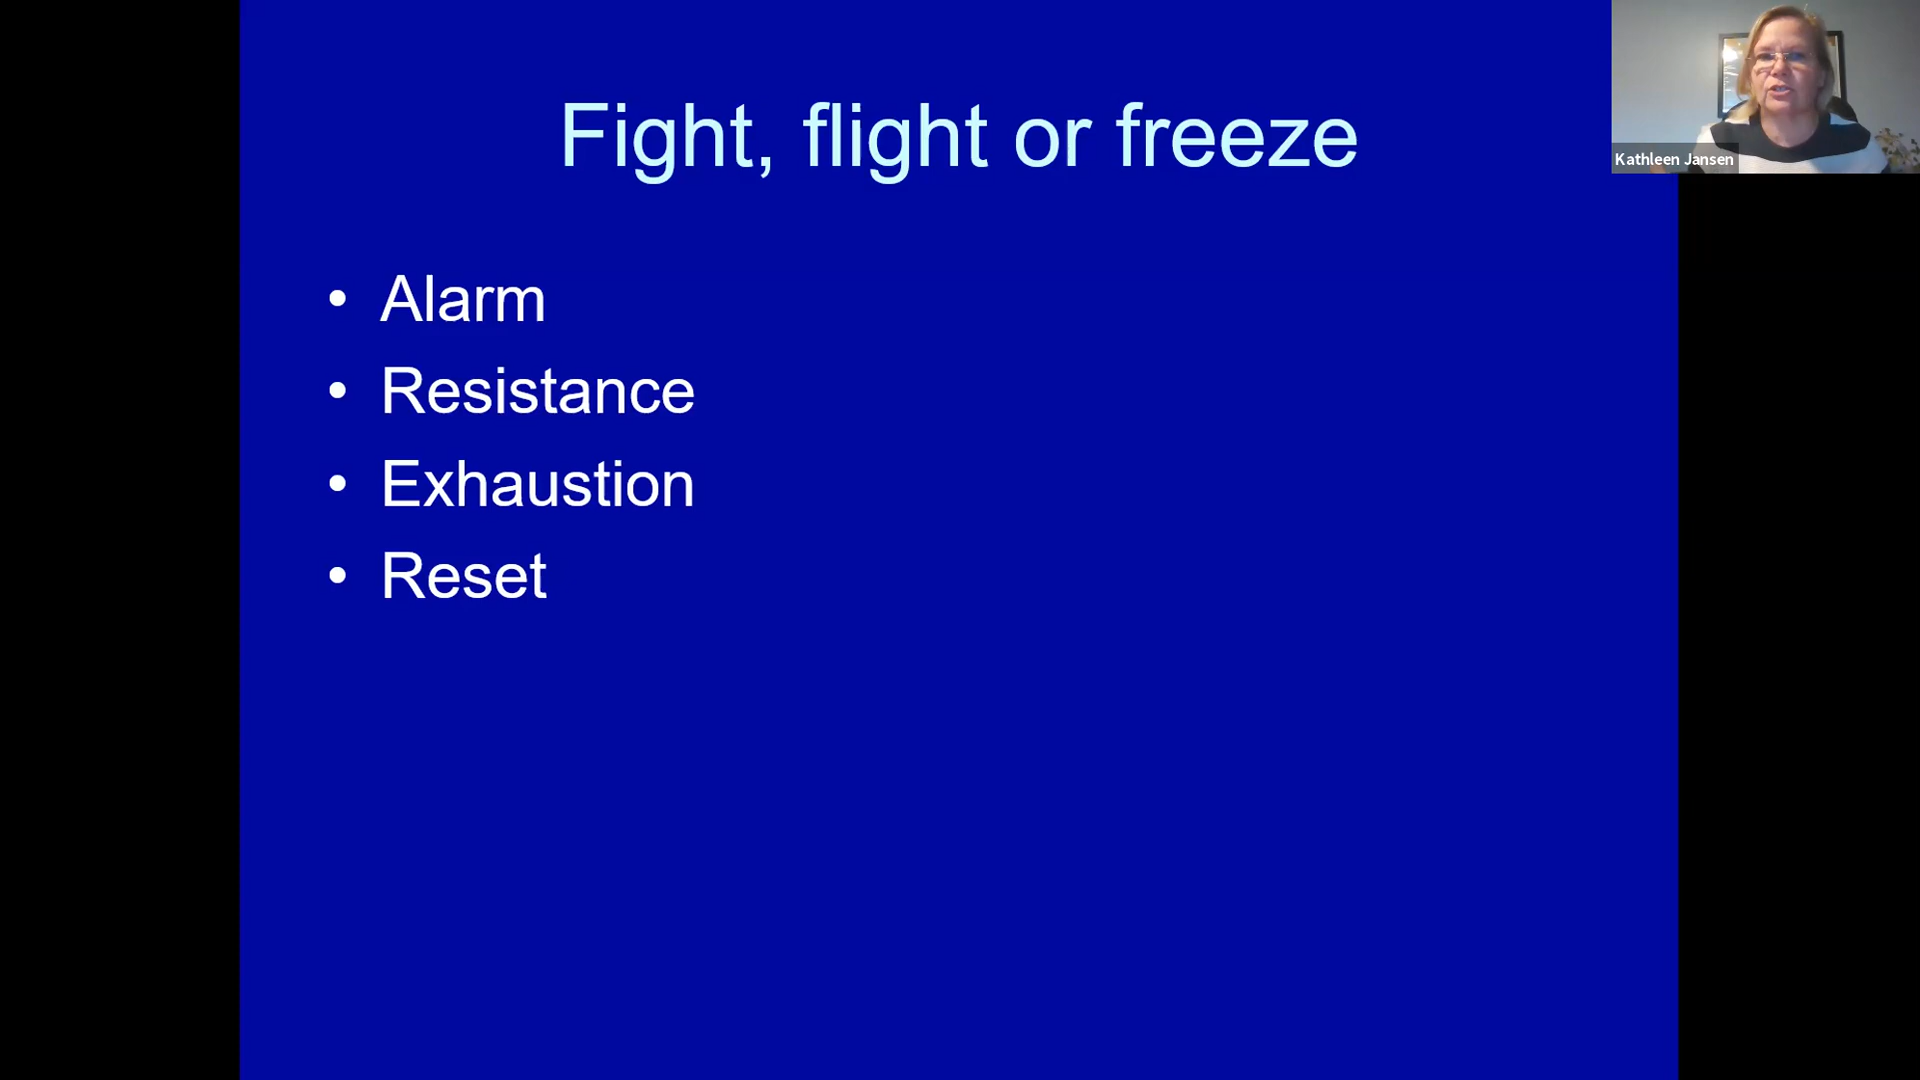 Fight, flight or freeze
• Alarm
• Resistance
• Exhaustion
• Reset
Kathleen Jansen